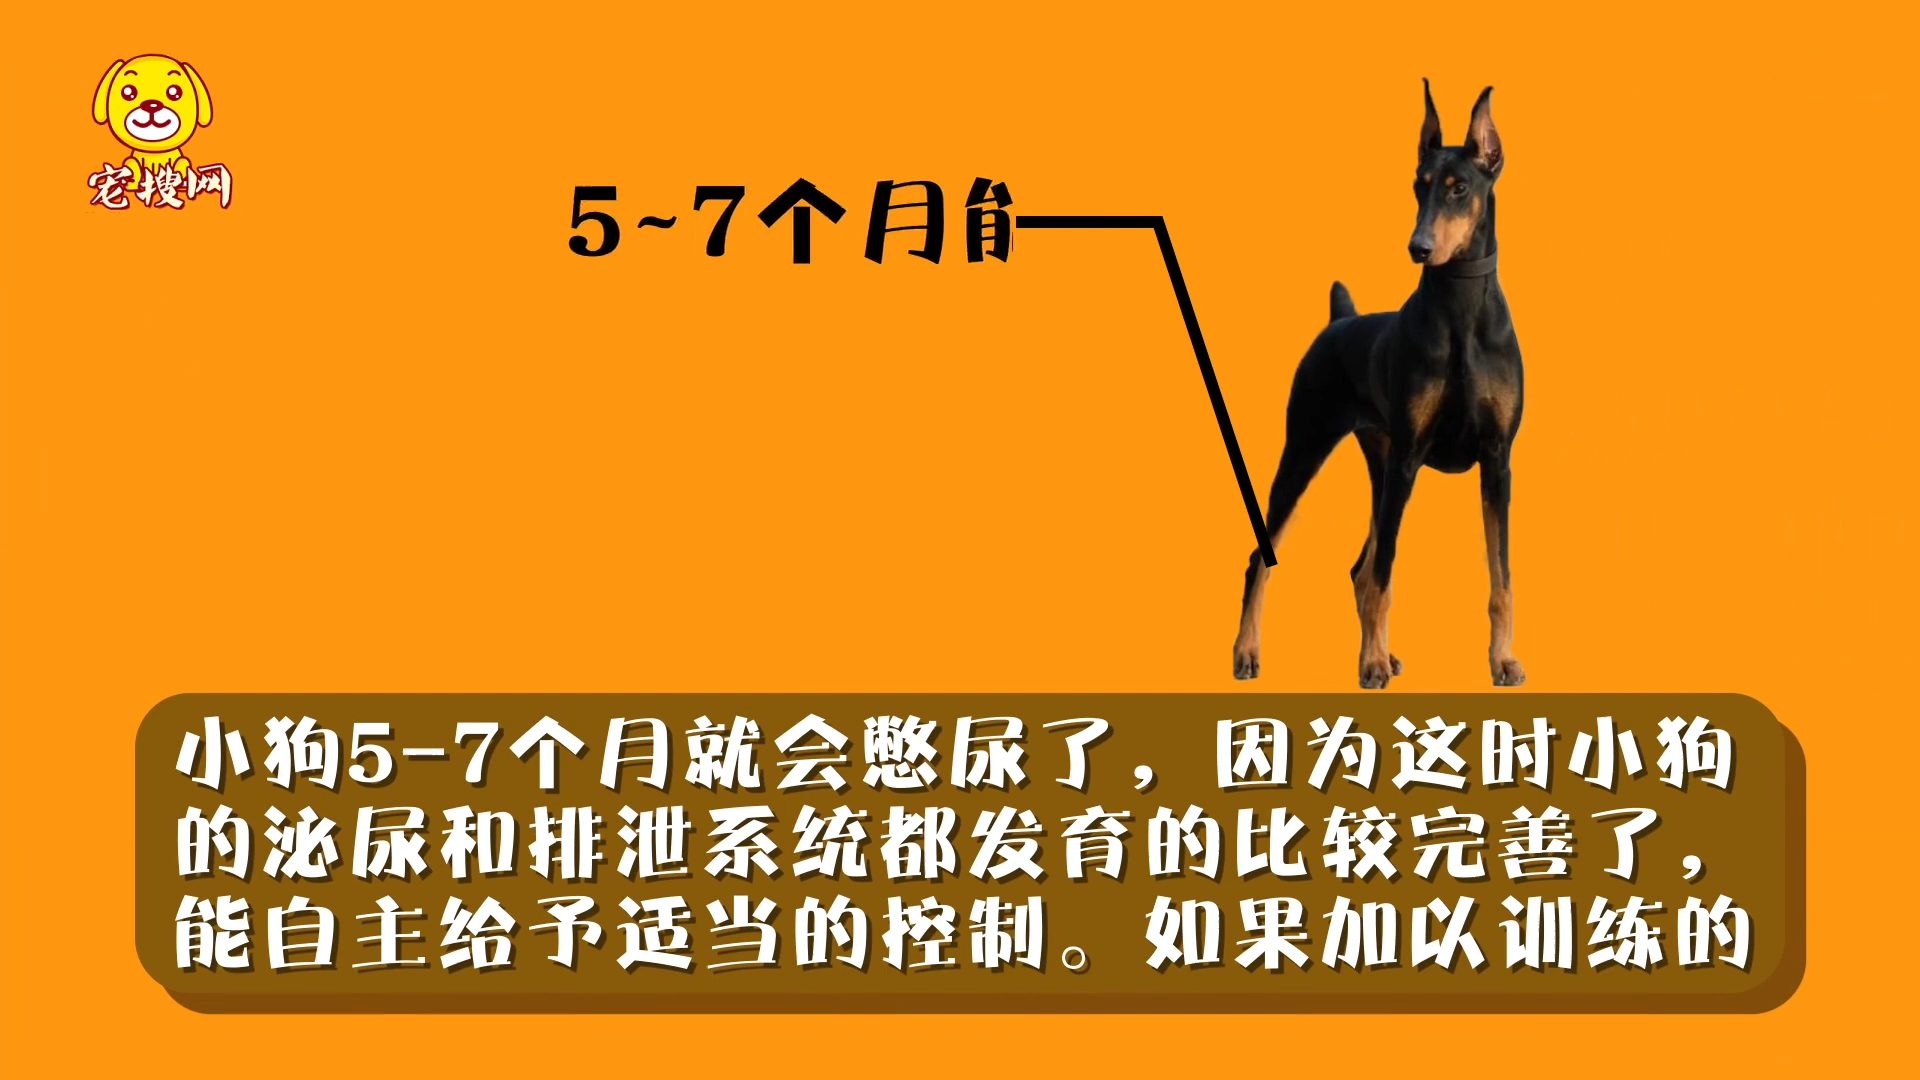 宠搜网
5~7个月
小狗5-7个月就会憋尿了，因为这时小狗
的泌尿和排泄系统都发育的比较完善了，
能自主给予适当的控制。如果加以训练的